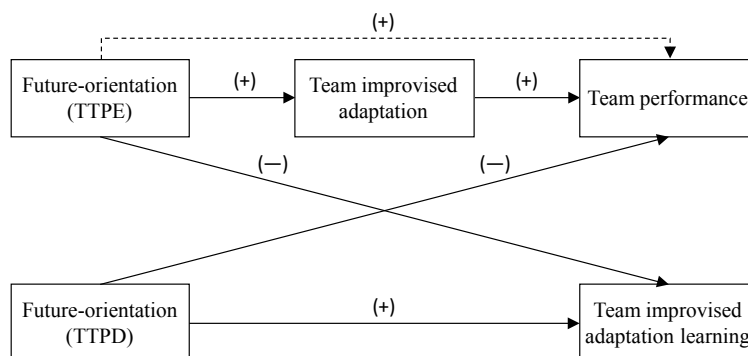 (+)
Future-orientation
(TTPE)
(+)
Team improvised
adaptation
(+)
Team performance
(—)
(—)
Future-orientation
(TTPD)
(+)
Team improvised
adaptation learning